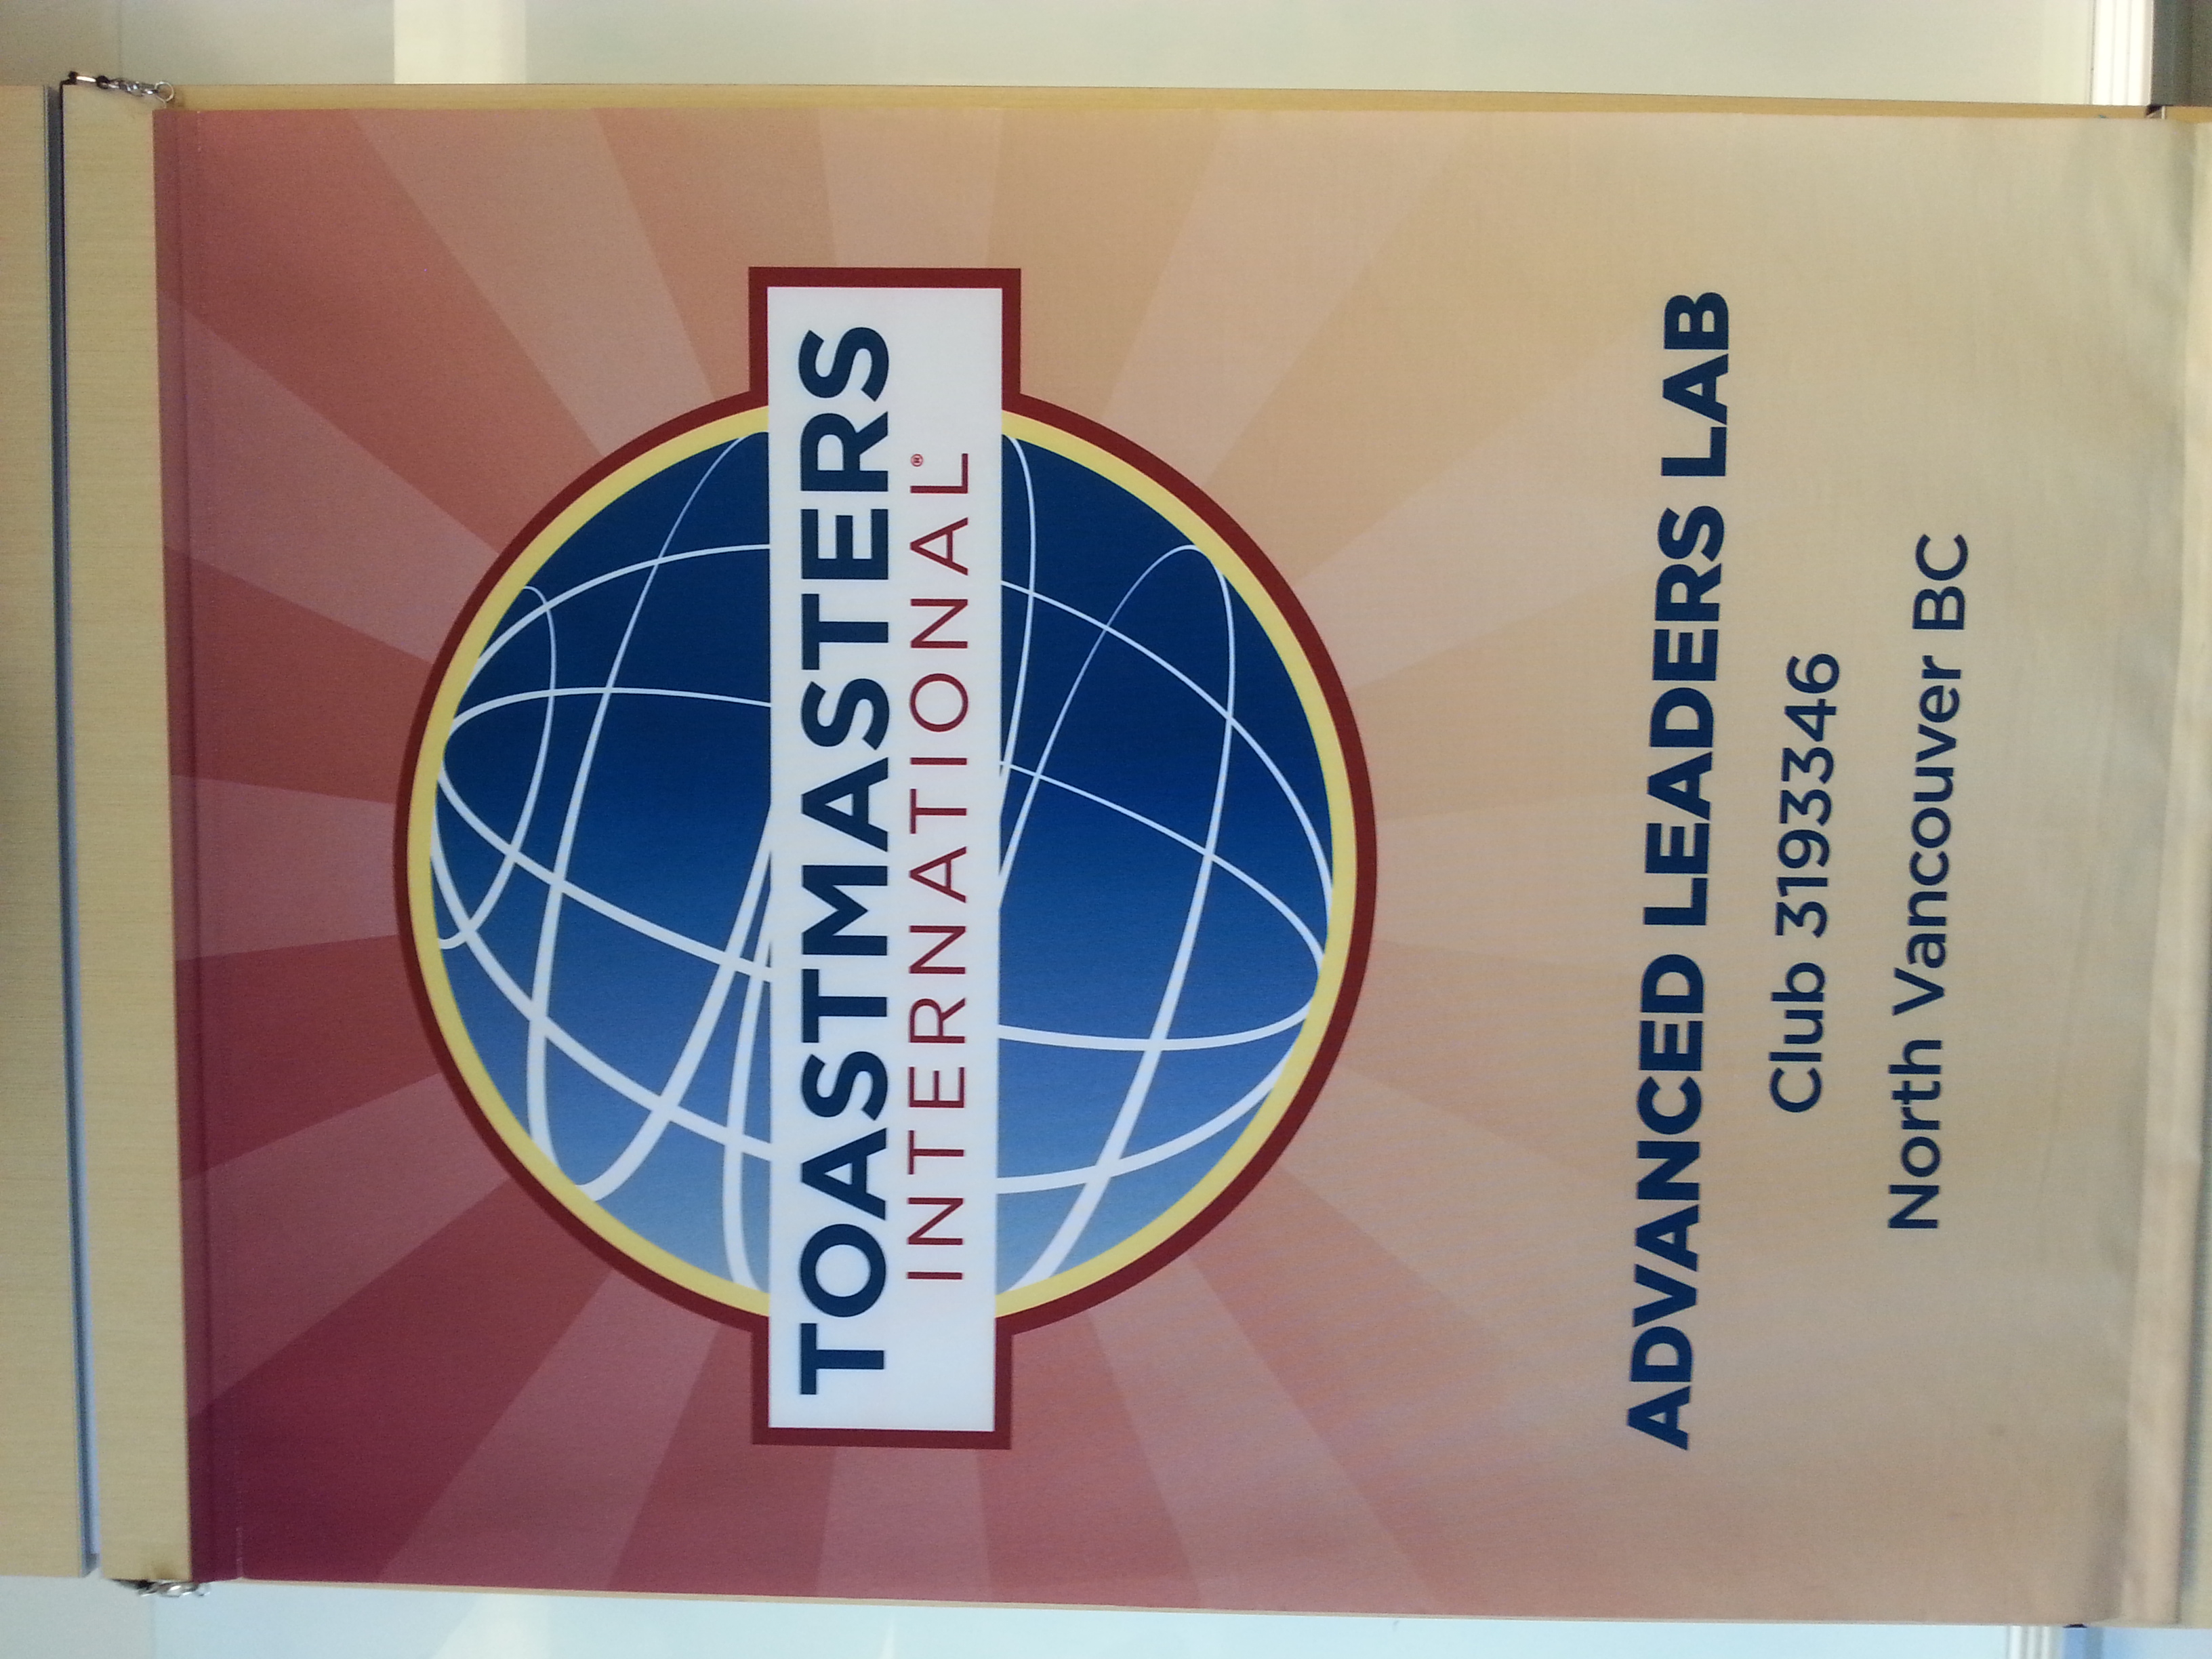 TOASTMASTERS
INTERNATIONAL®
ADVANCED LEADERS LAB
Club 3193346
North Vancouver BC